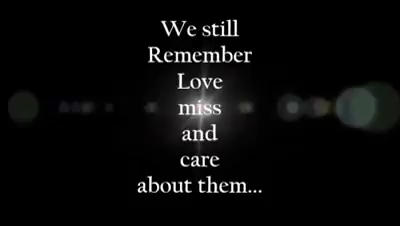 We still
Remember
Love
miss
and
care
about them...